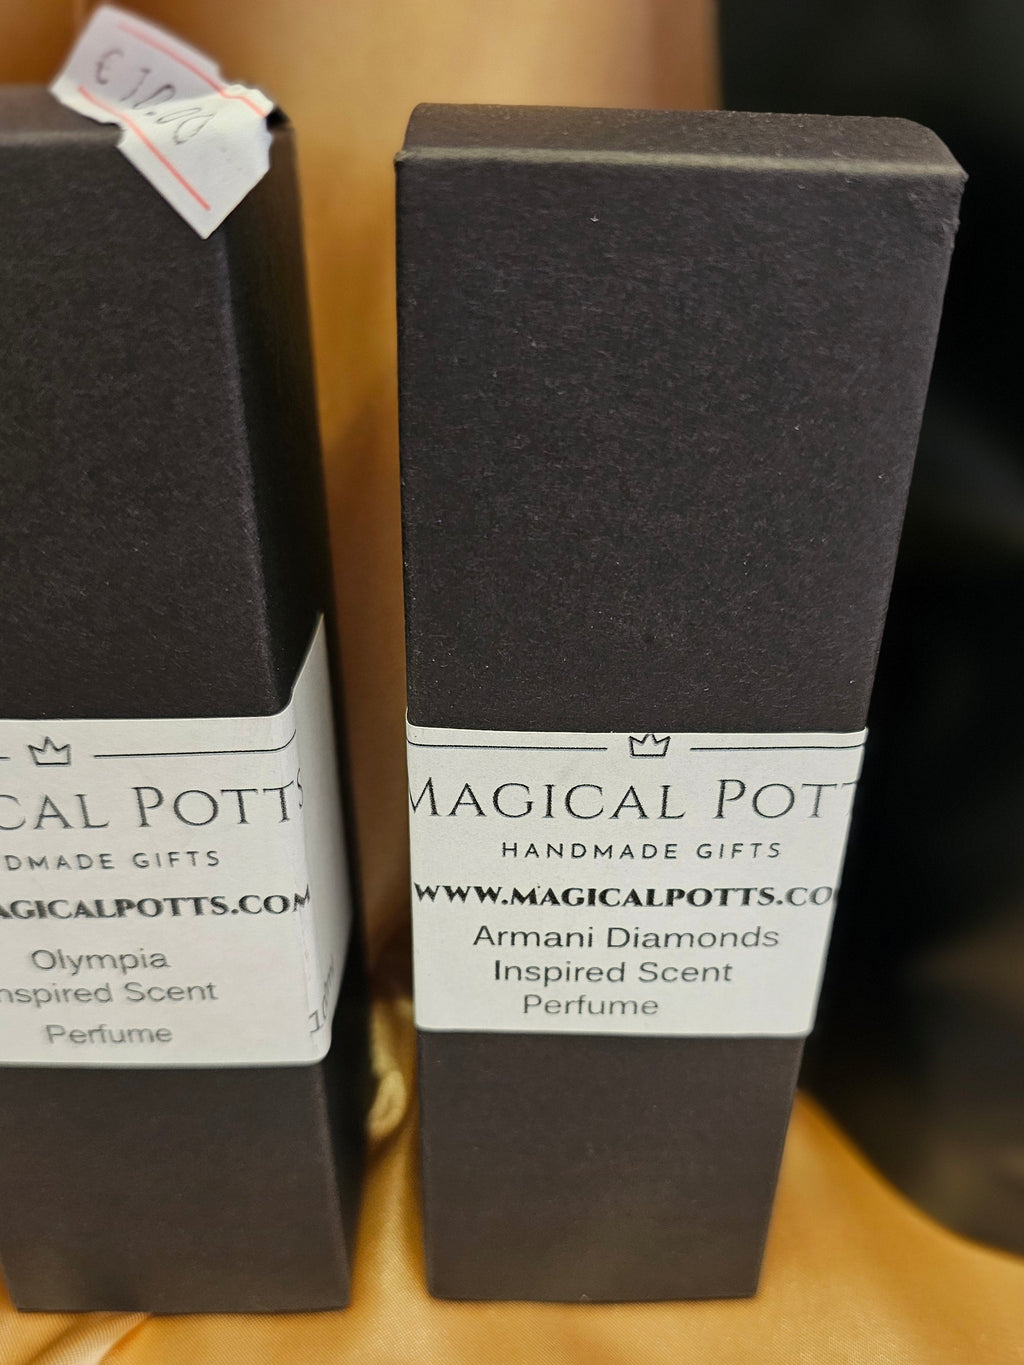 € 10.00
CAL POTTS
DMADE GIFTS
AGICALPOTTS.COM
Olympia
nspired Scent
Perfume
MAGICAL POTT
HANDMADE GIFTS
WWW.MAGICALPOTTS.CO
Armani Diamonds
Inspired Scent
Perfume